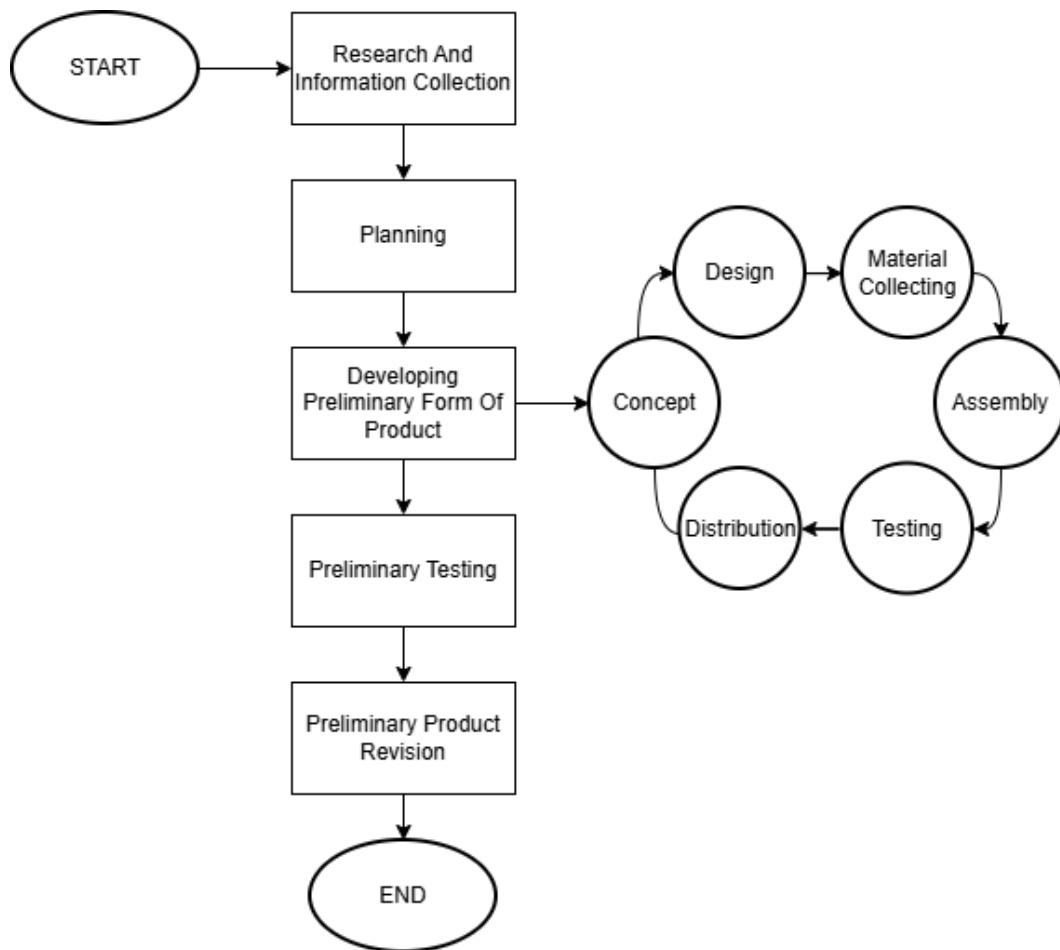 START
Research And
Information Collection
Planning
Developing
Preliminary Form Of
Product
Preliminary Testing
Preliminary Product
Revision
END
Concept
Design
Material
Collecting
Assembly
Testing
Distribution